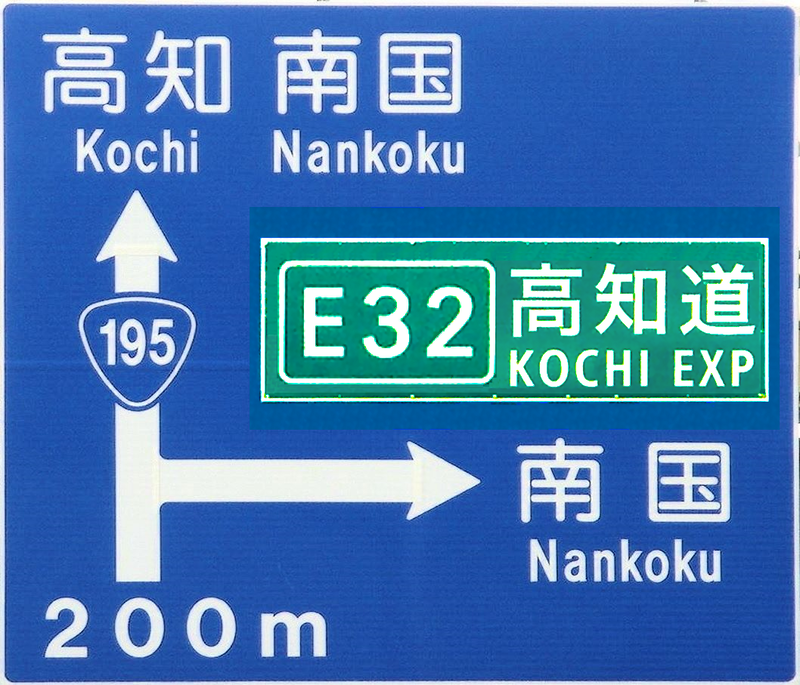 高知 南国
Kochi Nankoku
195
E32 高知道
KOCHI EXP
南国
Nankoku
200m